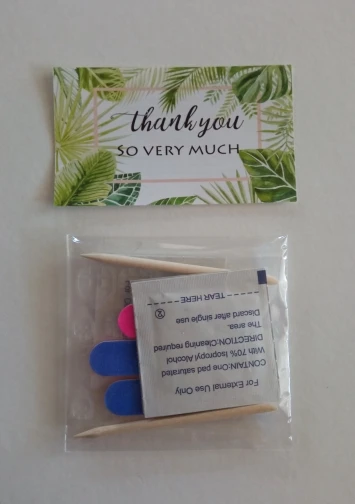 thank you
SO VERY MUCH
For External Use Only
CONTAIN:One pad saturated
With 70% Isopropyl Alcohol
DIRECTION:Cleaning required
The area.
Discard after single use
TEAR HERE